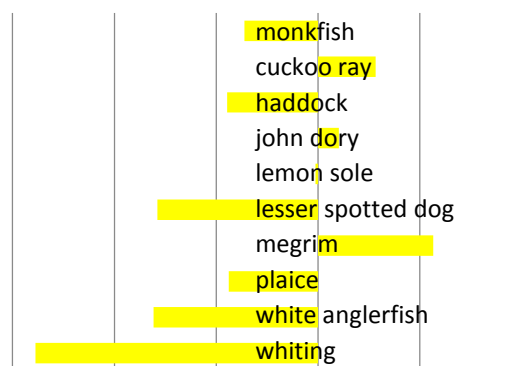 monkfish
cuckoo ray
haddock
john dory
lemon sole
lesser spotted dog
megrim
plaice
white anglerfish
whiting